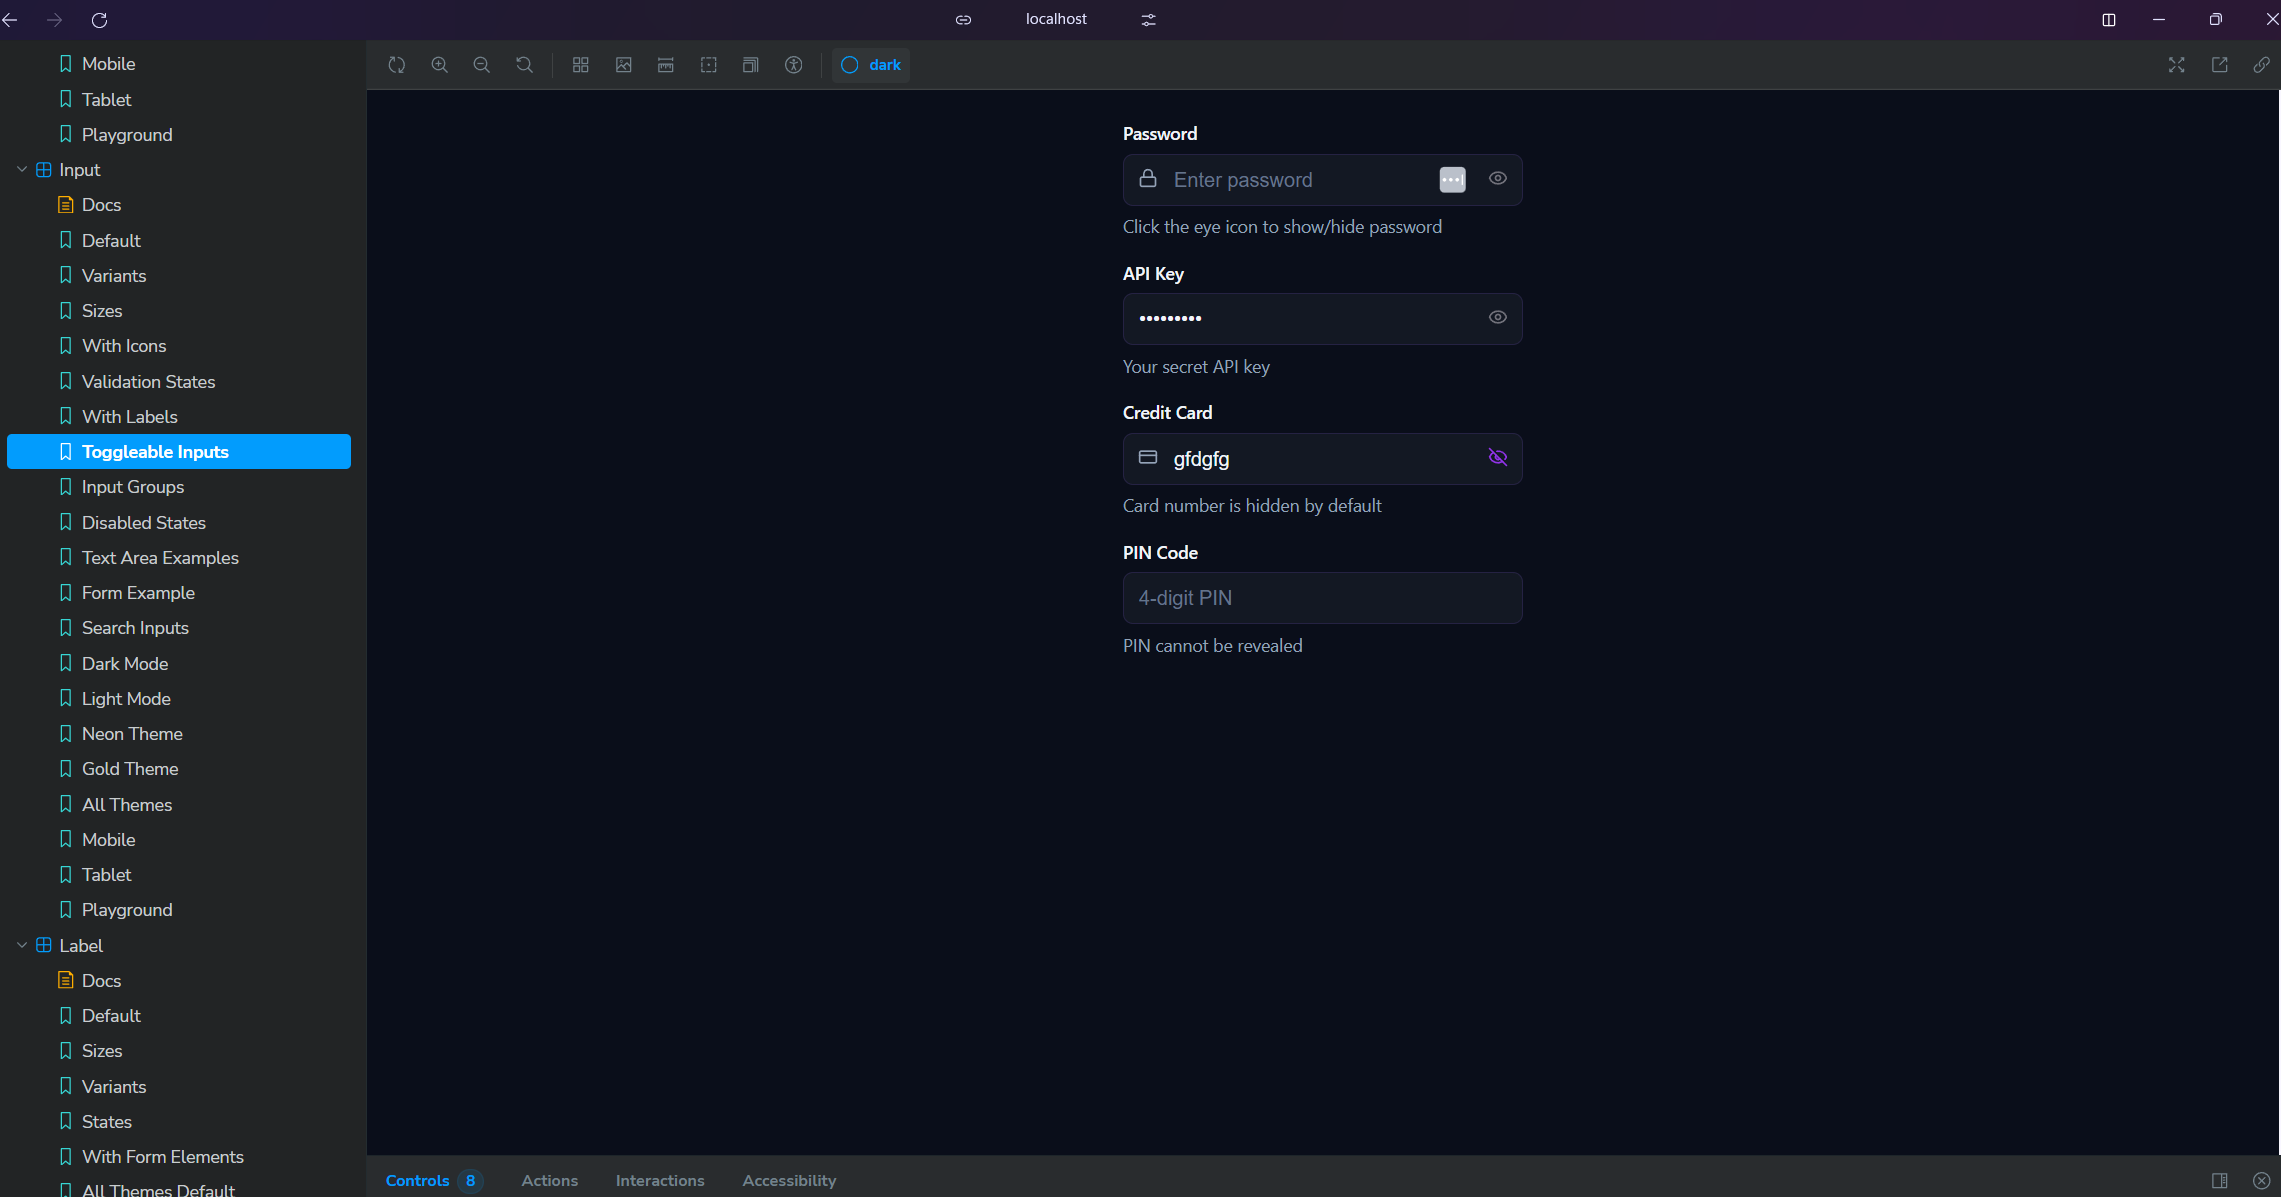 localhost
Mobile
Tablet
Playground
Input
Docs
Default
Variants
Sizes
With Icons
Validation States
With Labels
Toggleable Inputs
Input Groups
Disabled States
Text Area Examples
Form Example
Search Inputs
Dark Mode
Light Mode
Neon Theme
Gold Theme
All Themes
Mobile
Tablet
Playground
Label
Docs
Default
Sizes
Variants
States
With Form Elements
All Themes Default
dark
Password
Enter password
Click the eye icon to show/hide password
API Key
•••••••••
Your secret API key
Credit Card
gfdgfg
Card number is hidden by default
PIN Code
4-digit PIN
PIN cannot be revealed
Controls 8 Actions Interactions Accessibility